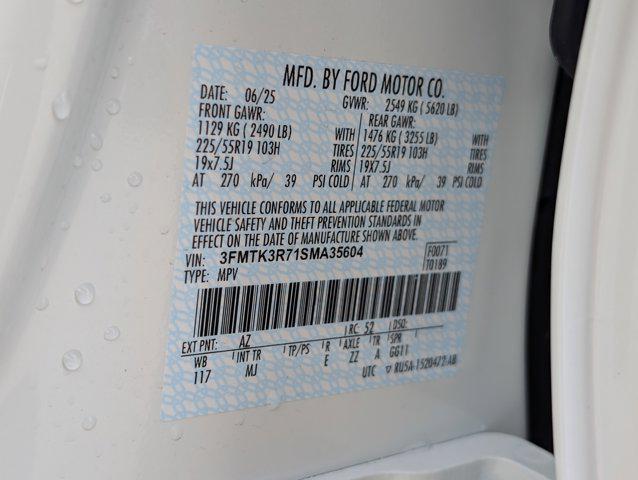 MFD. BY FORD MOTOR CO.
DATE: 06/25 GVWR: 2549 KG ( 5620 LB)
FRONT GAWR: REAR GAWR:
1129 KG ( 2490 LB) WITH 1476 KG ( 3255 LB) WITH
225/55R19 103H TIRES 225/55R19 103H TIRES
19x7.5J RIMS 19x7.5J RIMS
AT 270 kPa/ 39 PSI COLD AT 270 kPa/ 39 PSI COLD
THIS VEHICLE CONFORMS TO ALL APPLICABLE FEDERAL MOTOR
VEHICLE SAFETY AND THEFT PREVENTION STANDARDS IN
EFFECT ON THE DATE OF MANUFACTURE SHOWN ABOVE.
VIN: 3FMTK3R71SMA35604 F0071
TYPE: MPV T0189
EXT PNT: AZ RC: 52 DSO:
WB INT TR TP/PS R AXLE TR SPR
117 MJ E ZZ A GG11
UTC ▽ RU5A-1520472-AB